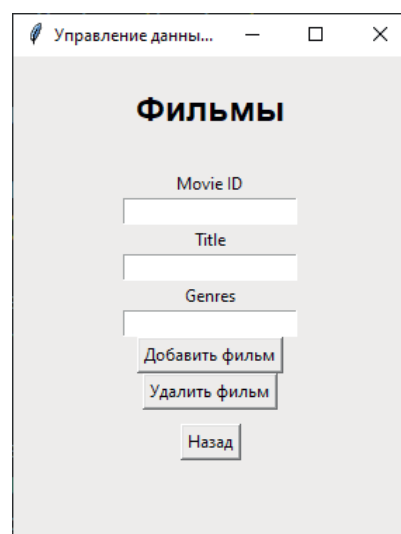 Управление данны...
Фильмы
Movie ID
Title
Genres
Добавить фильм
Удалить фильм
Назад